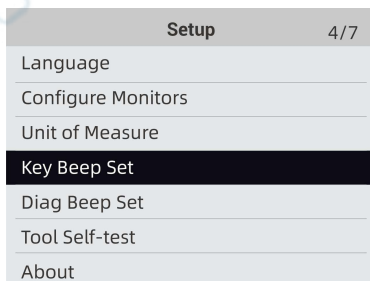 Setup 4/7
Language
Configure Monitors
Unit of Measure
Key Beep Set
Diag Beep Set
Tool Self-test
About